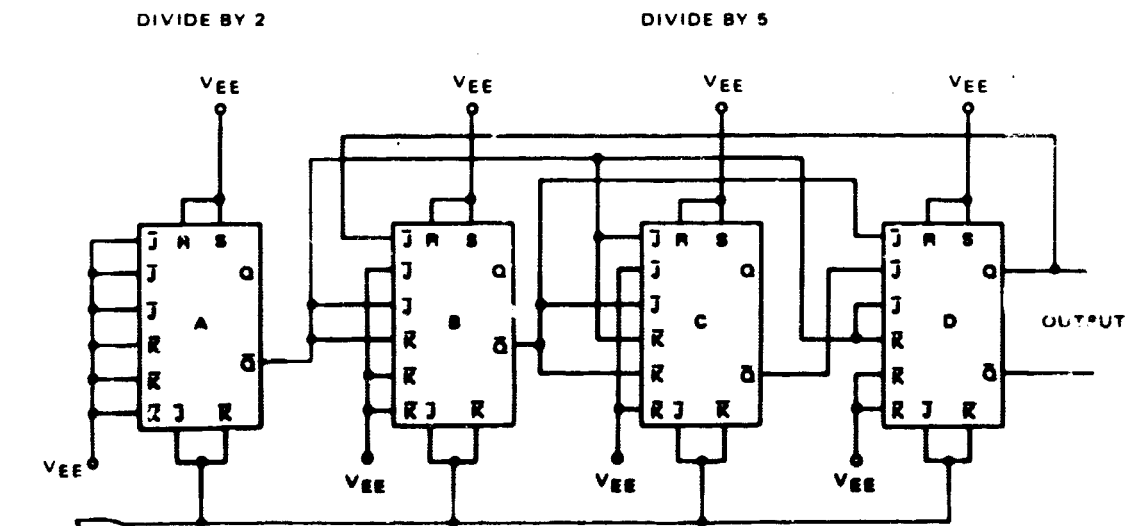 DIVIDE BY 2
DIVIDE BY 5
VEE
VEE
VEE
VEE
J̄ R S
J̄ R S
J̄ R S
J̄ R S
J̄ Q
J̄ Q
J̄ Q
J̄ Q
J̄ A
J̄ B
J̄ C
J̄ D
OUTPUT
R̄
R̄
R̄
R̄
R̄ Q̄
R̄ Q̄
R̄ Q̄
R̄ Q̄
R̄ J̄ R̄
R̄ J̄ R̄
R̄ J̄ R̄
R̄ J̄ R̄
VEE
VEE
VEE
VEE